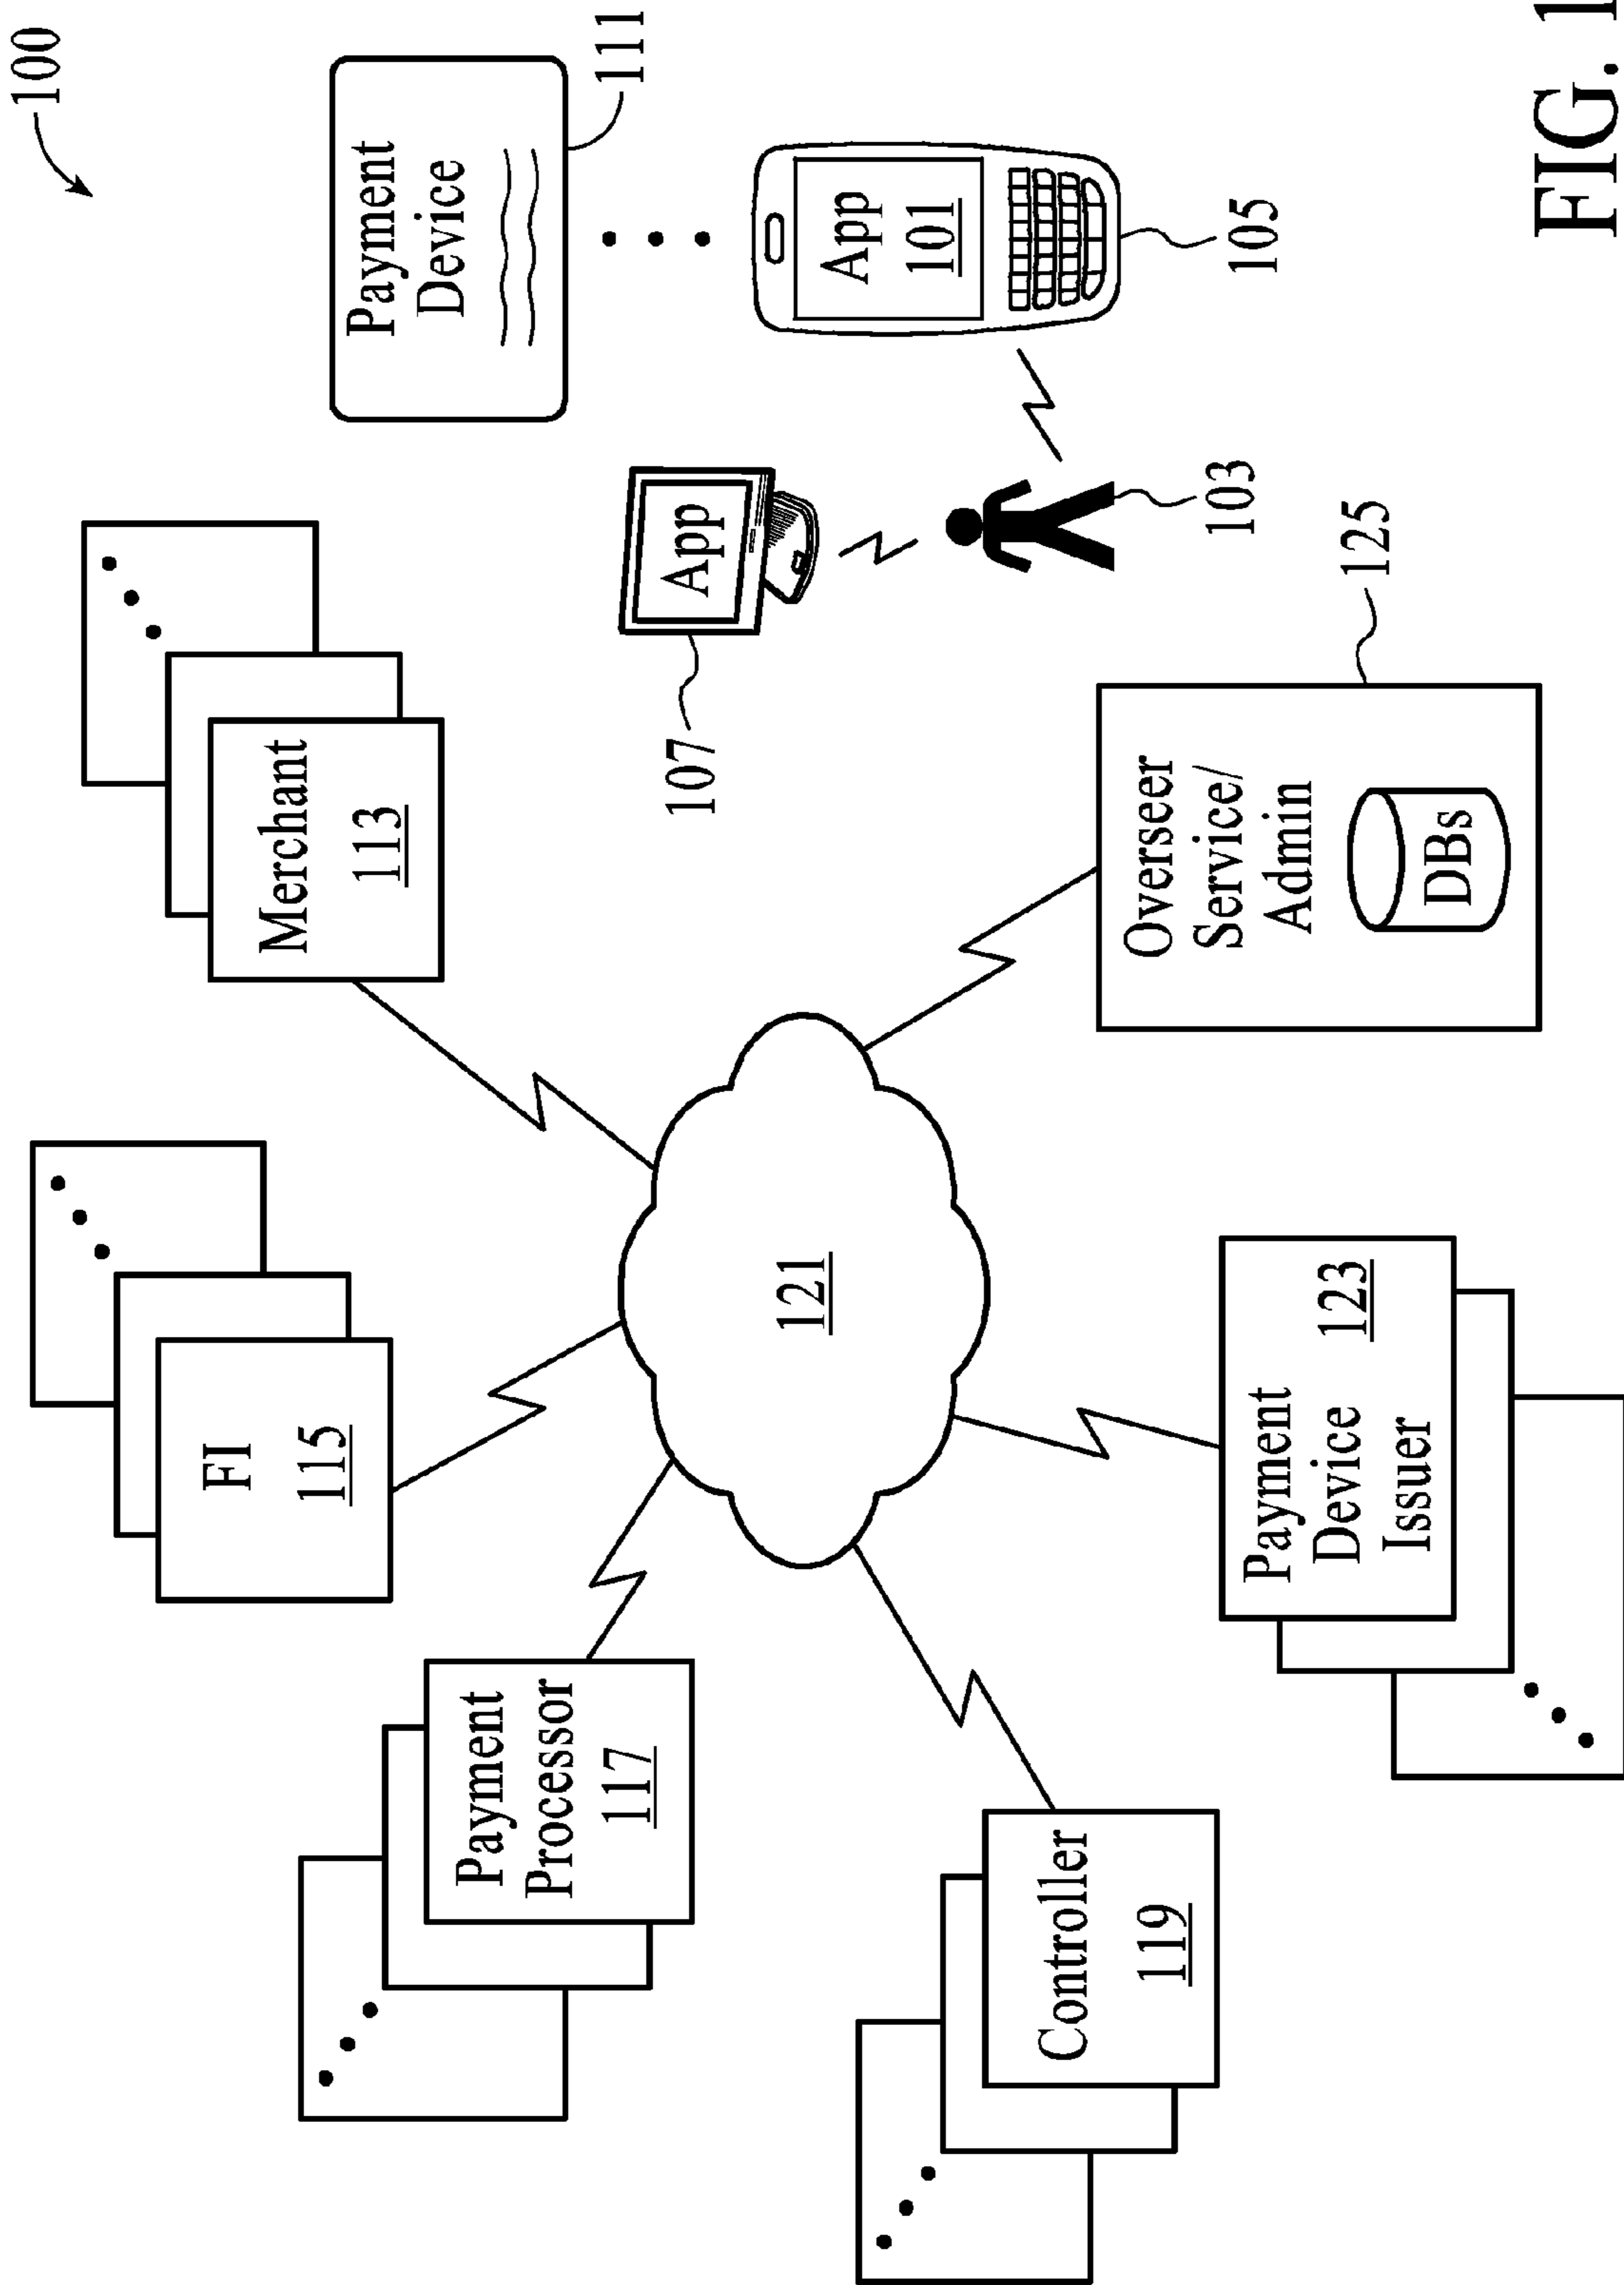 100
Payment
Device
111
App
101
105
App
107
103
Merchant
113
FI
115
Payment
Processor
117
Controller
119
121
Payment
Device
Issuer
123
Overseer
Service/
Admin
DBs
125
FIG. 1